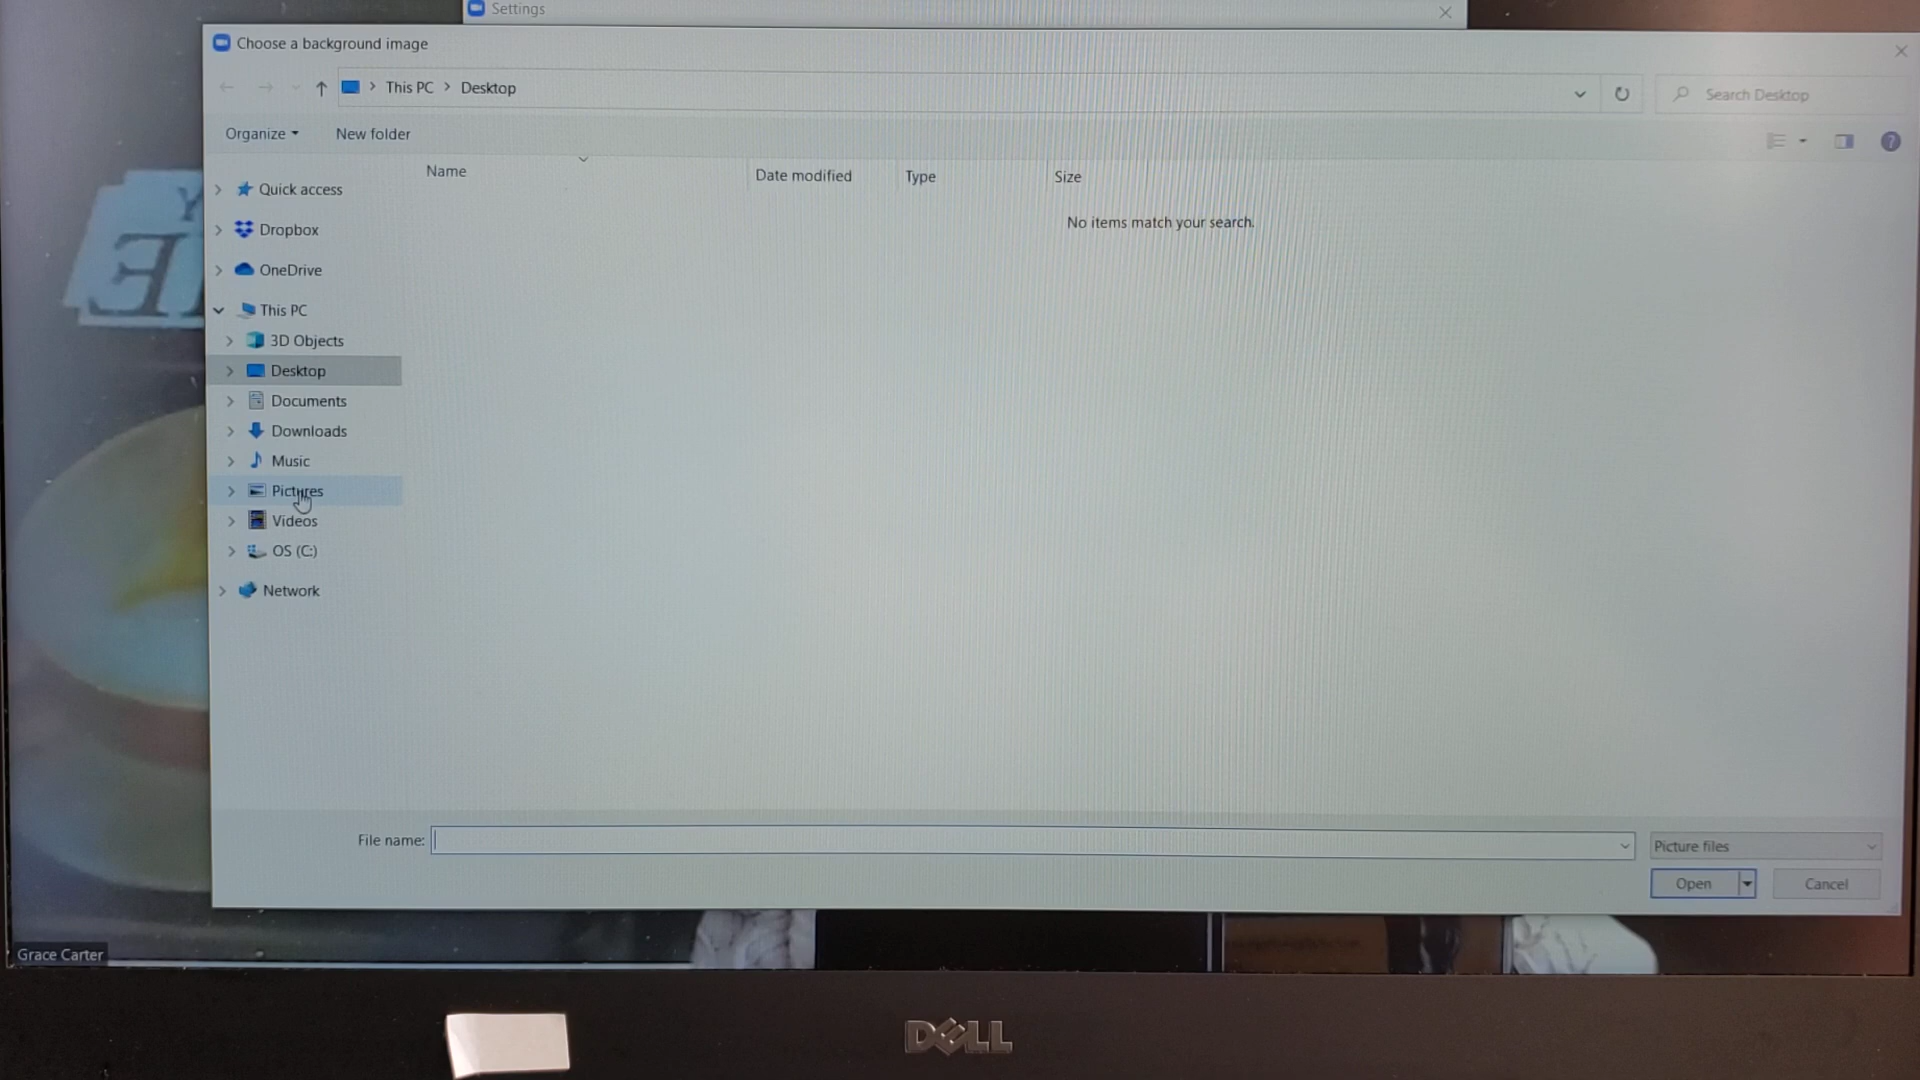 Settings
Choose a background image
This PC > Desktop
Search Desktop
Organize
New folder
Name
Date modified
Type
Size
No items match your search.
Quick access
Dropbox
OneDrive
This PC
3D Objects
Desktop
Documents
Downloads
Music
Pictures
Videos
OS (C:)
Network
File name:
Picture files
Open
Cancel
Grace Carter
DELL